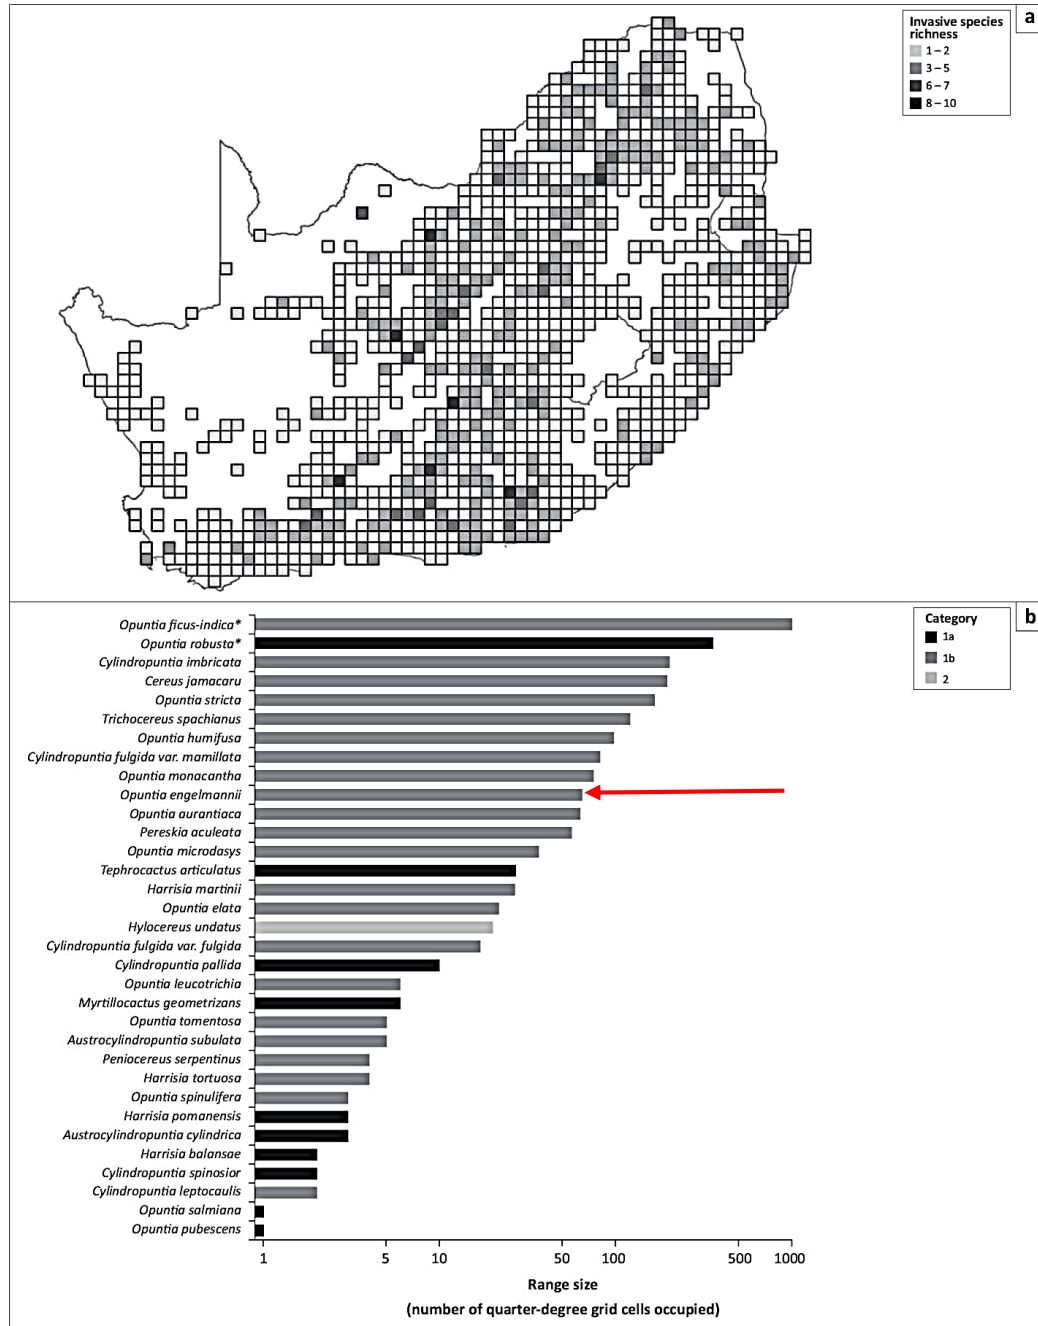 a
Invasive species
richness
1 – 2
3 – 5
6 – 7
8 – 10
b
Category
1a
1b
2
Opuntia ficus-indica*
Opuntia robusta*
Cylindropuntia imbricata
Cereus jamacaru
Opuntia stricta
Trichocereus spachianus
Opuntia humifusa
Cylindropuntia fulgida var. mamillata
Opuntia monacantha
Opuntia engelmannii
Opuntia aurantiaca
Pereskia aculeata
Opuntia microdasys
Tephrocactus articulatus
Harrisia martinii
Opuntia elata
Hylocereus undatus
Cylindropuntia fulgida var. fulgida
Cylindropuntia pallida
Opuntia leucotrichia
Myrtillocactus geometrizans
Opuntia tomentosa
Austrocylindropuntia subulata
Peniocereus serpentinus
Harrisia tortuosa
Opuntia spinulifera
Harrisia pomanensis
Austrocylindropuntia cylindrica
Harrisia balansae
Cylindropuntia spinosior
Cylindropuntia leptocaulis
Opuntia salmiana
Opuntia pubescens
1 5 10 50 100 500 1000
Range size
(number of quarter-degree grid cells occupied)